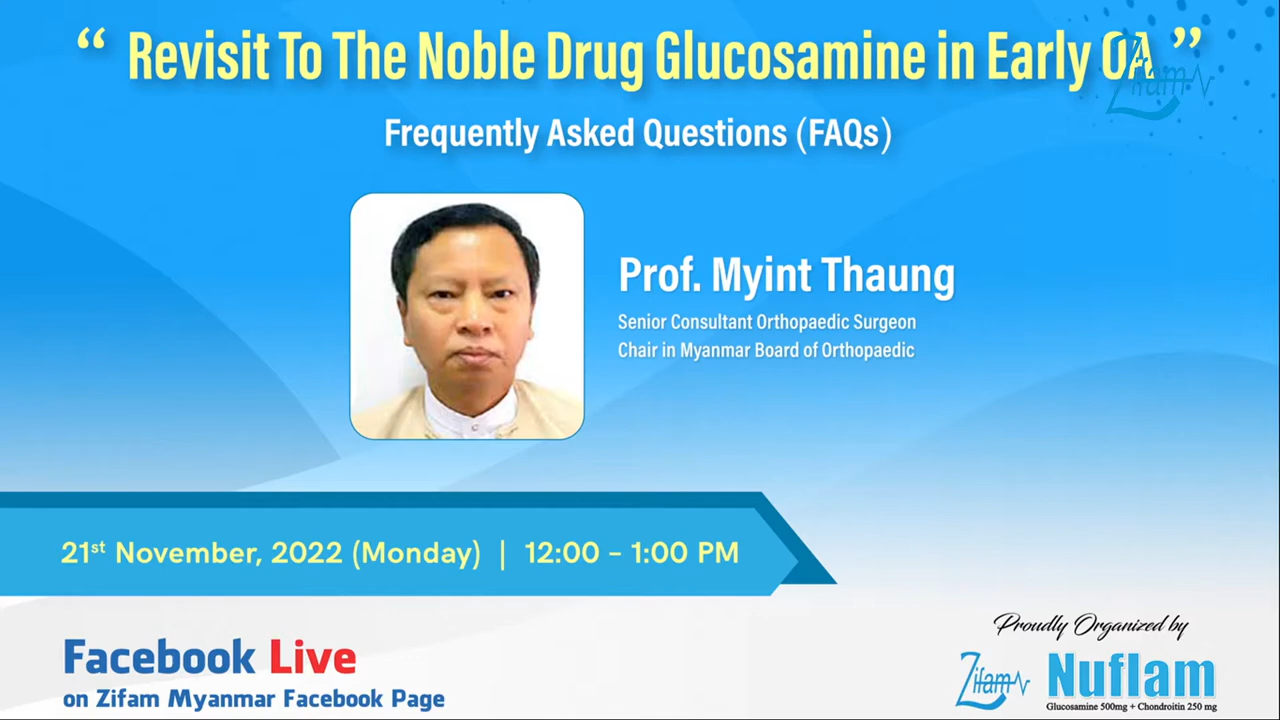 “ Revisit To The Noble Drug Glucosamine in Early OA ”
Zifam
Frequently Asked Questions (FAQs)
Prof. Myint Thaung
Senior Consultant Orthopaedic Surgeon
Chair in Myanmar Board of Orthopaedic
21st November, 2022 (Monday) | 12:00 – 1:00 PM
Facebook Live
on Zifam Myanmar Facebook Page
Proudly Organized by
Zifam Nuflam
Glucosamine 500mg + Chondroitin 250 mg